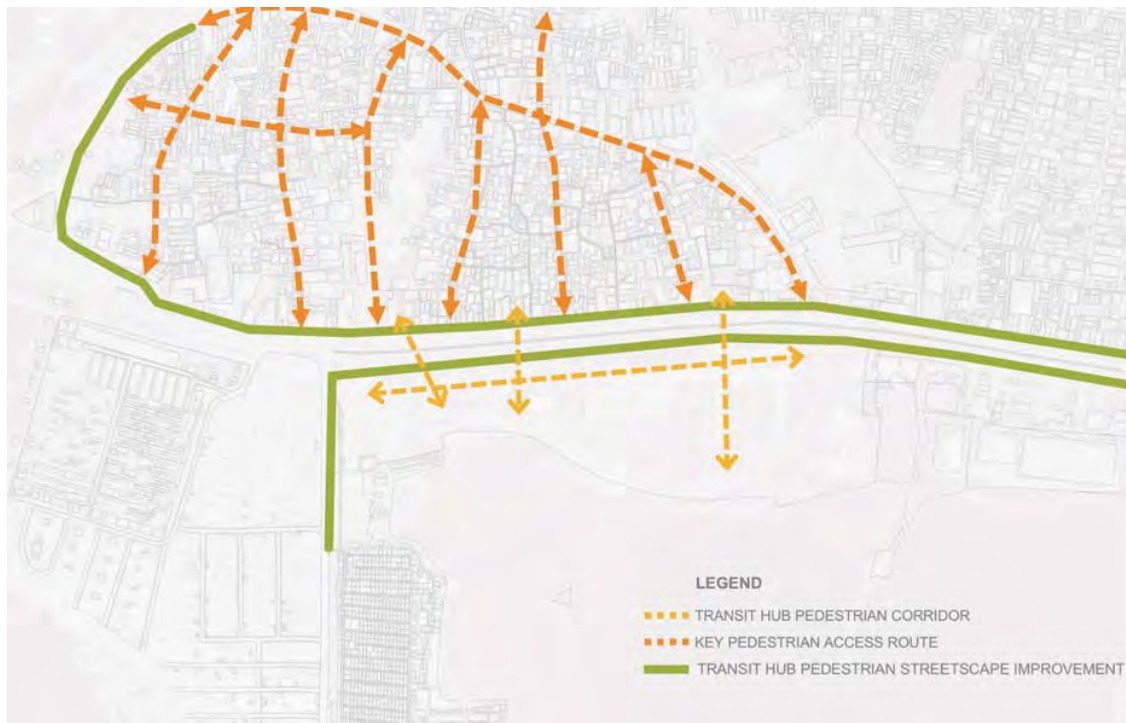 LEGEND
TRANSIT HUB PEDESTRIAN CORRIDOR
KEY PEDESTRIAN ACCESS ROUTE
TRANSIT HUB PEDESTRIAN STREETSCAPE IMPROVEMENT